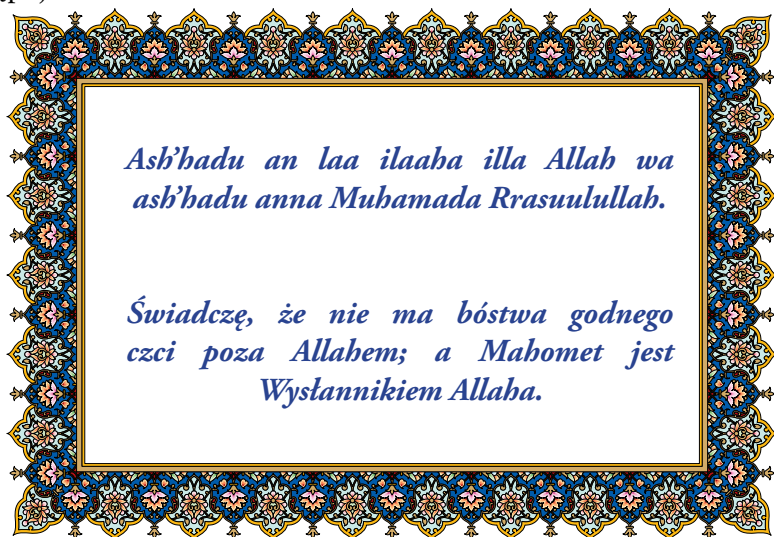 Ash’hadu an laa ilaaha illa Allah wa
ash’hadu anna Muhamada Rrasuulullah.
Świadczę, że nie ma bóstwa godnego
czci poza Allahem; a Mahomet jest
Wysłannikiem Allaha.